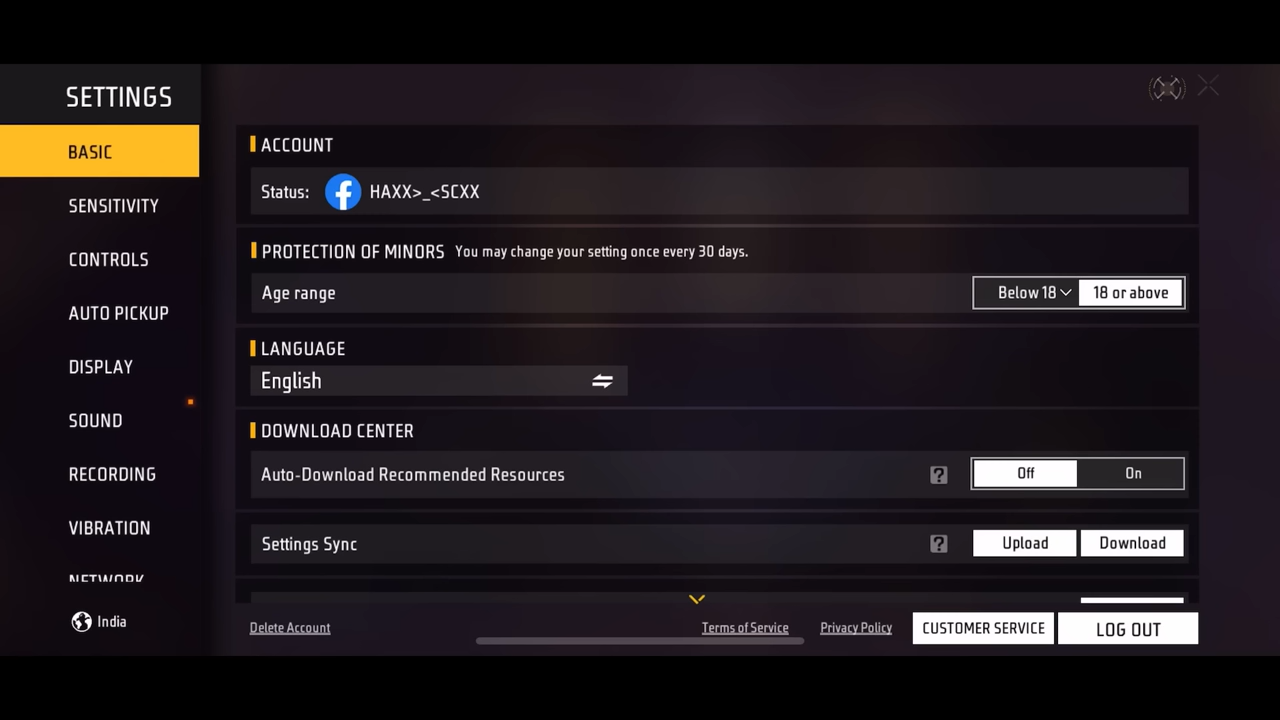 SETTINGS
BASIC
SENSITIVITY
CONTROLS
AUTO PICKUP
DISPLAY
SOUND
RECORDING
VIBRATION
NETWORK
India
ACCOUNT
Status: HAXX>_<SCXX
PROTECTION OF MINORS You may change your setting once every 30 days.
Age range Below 18 18 or above
LANGUAGE
English
DOWNLOAD CENTER
Auto-Download Recommended Resources ? Off On
Settings Sync ? Upload Download
Delete Account Terms of Service Privacy Policy CUSTOMER SERVICE LOG OUT